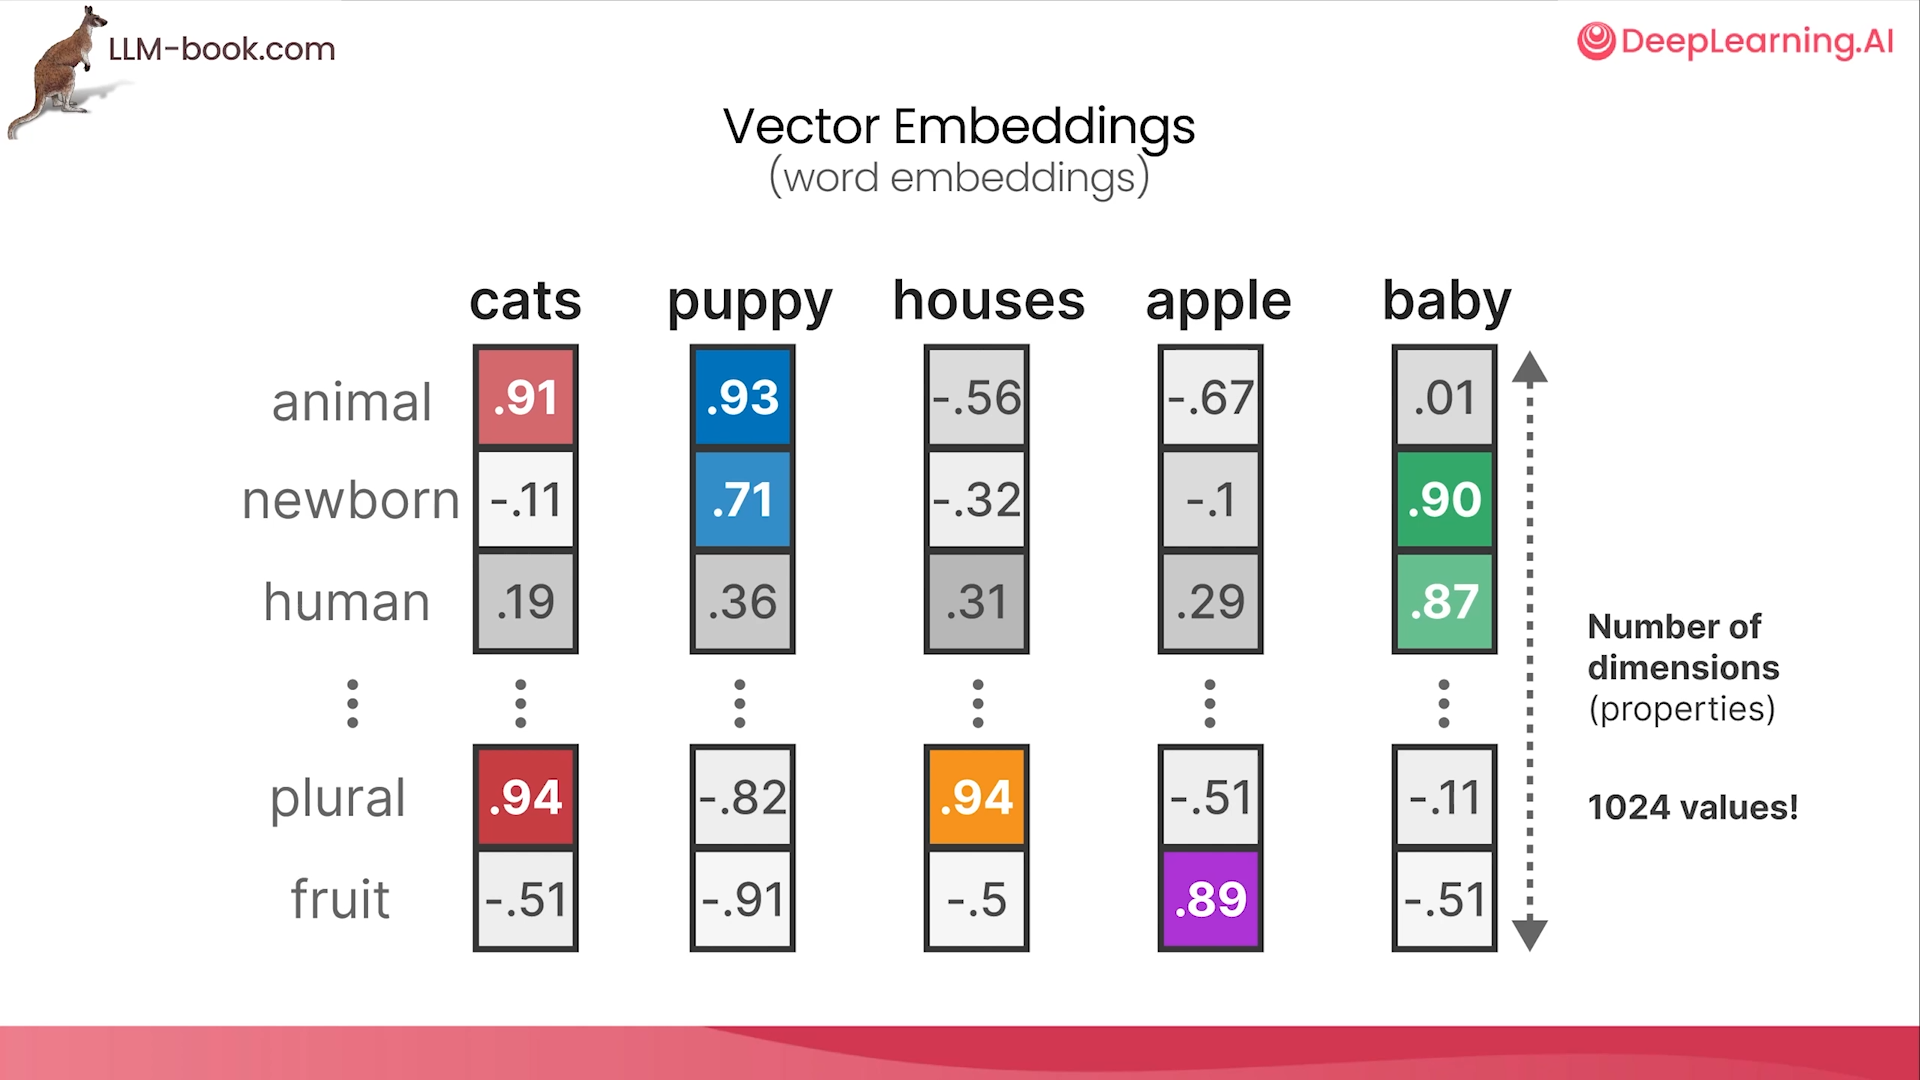 LLM-book.com
DeepLearning.AI
Vector Embeddings
(word embeddings)
cats puppy houses apple baby
animal .91 .93 -.56 -.67 .01
newborn -.11 .71 -.32 -.1 .90
human .19 .36 .31 .29 .87
plural .94 -.82 .94 -.51 -.11
fruit -.51 -.91 -.5 .89 -.51
Number of
dimensions
(properties)
1024 values!